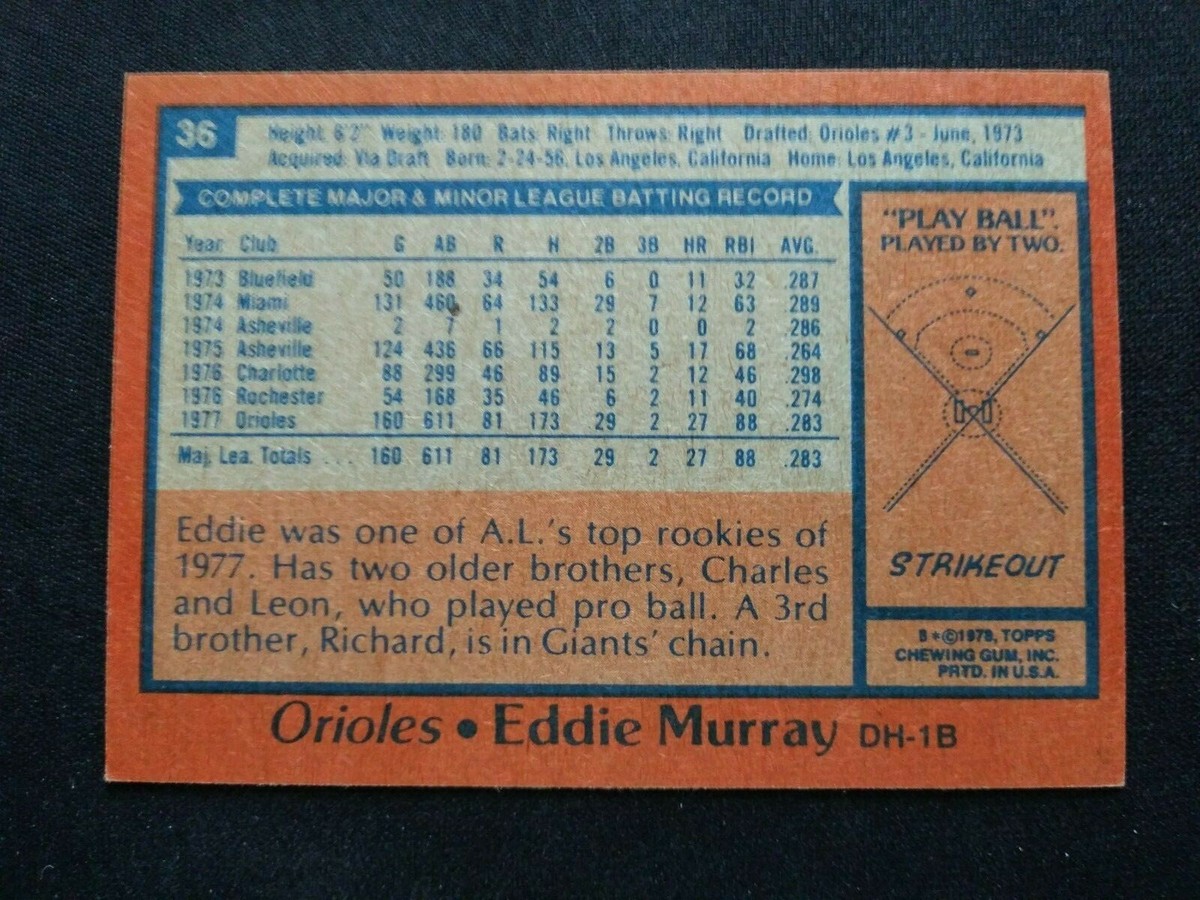 36
Height: 6'2" Weight: 180 Bats: Right Throws: Right Drafted: Orioles #3 - June, 1973
Acquired: Via Draft Born: 2-24-56, Los Angeles, California Home: Los Angeles, California
COMPLETE MAJOR & MINOR LEAGUE BATTING RECORD
Year Club G AB R H 2B 3B HR RBI AVG.
1973 Bluefield 50 188 34 54 6 0 11 32 .287
1974 Miami 131 460 64 133 29 7 12 63 .289
1974 Asheville 2 7 1 2 2 0 0 2 .286
1975 Asheville 124 436 66 115 13 5 17 68 .264
1976 Charlotte 88 299 46 89 15 2 12 46 .298
1976 Rochester 54 168 35 46 6 2 11 40 .274
1977 Orioles 160 611 81 173 29 2 27 88 .283
Maj. Lea. Totals ... 160 611 81 173 29 2 27 88 .283
Eddie was one of A.L.'s top rookies of
1977. Has two older brothers, Charles
and Leon, who played pro ball. A 3rd
brother, Richard, is in Giants' chain.
"PLAY BALL".
PLAYED BY TWO.
STRIKEOUT
B*©1978, TOPPS
CHEWING GUM, INC.
PRTD. IN U.S.A.
Orioles • Eddie Murray DH-1B